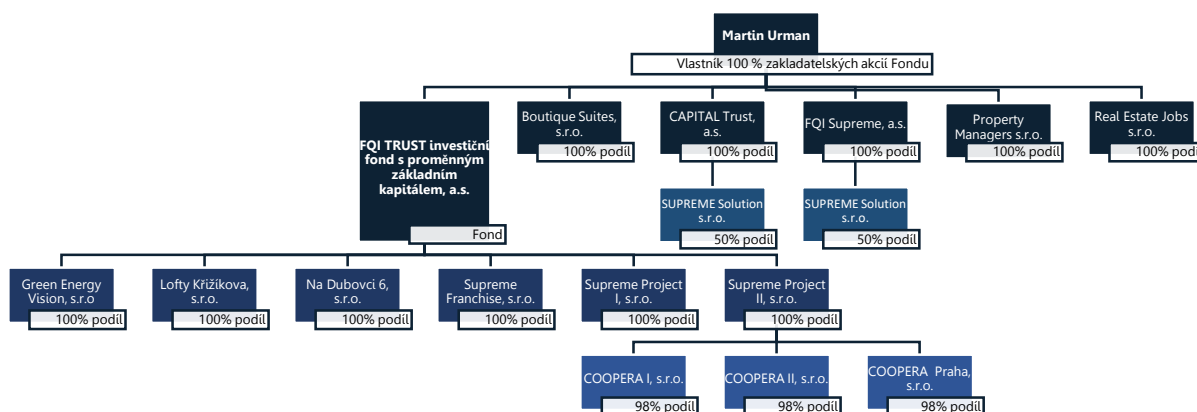 Martin Urman
Vlastník 100 % zakladatelských akcií Fondu
FQI TRUST investiční
fond s proměnným
základním
kapitálem, a.s.
Fond
Boutique Suites,
s.r.o.
100% podíl
CAPITAL Trust,
a.s.
100% podíl
FQI Supreme, a.s.
100% podíl
Property
Managers s.r.o.
100% podíl
Real Estate Jobs
s.r.o.
100% podíl
SUPREME Solution
s.r.o.
50% podíl
SUPREME Solution
s.r.o.
50% podíl
Green Energy
Vision, s.r.o
100% podíl
Lofty Křižíkova,
s.r.o.
100% podíl
Na Dubovci 6,
s.r.o.
100% podíl
Supreme
Franchise, s.r.o.
100% podíl
Supreme Project
I, s.r.o.
100% podíl
Supreme Project
II, s.r.o.
100% podíl
COOPERA I, s.r.o.
98% podíl
COOPERA II, s.r.o.
98% podíl
COOPERA  Praha,
s.r.o.
98% podíl